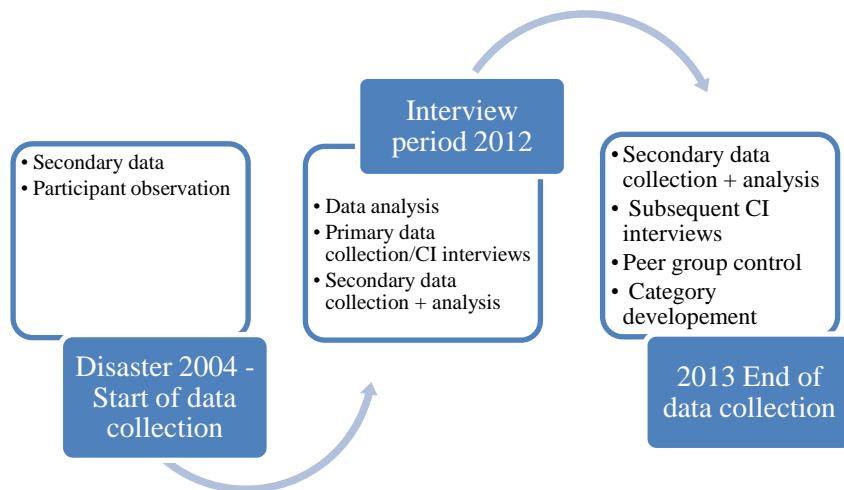 • Secondary data
• Participant observation
Disaster 2004 -
Start of data
collection
Interview
period 2012
• Data analysis
• Primary data
collection/CI interviews
• Secondary data
collection + analysis
• Secondary data
collection + analysis
• Subsequent CI
interviews
• Peer group control
• Category
developement
2013 End of
data collection